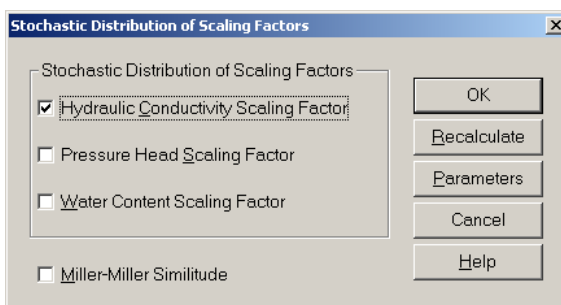 Stochastic Distribution of Scaling Factors
Stochastic Distribution of Scaling Factors
Hydraulic Conductivity Scaling Factor
Pressure Head Scaling Factor
Water Content Scaling Factor
Miller-Miller Similitude
OK
Recalculate
Parameters
Cancel
Help